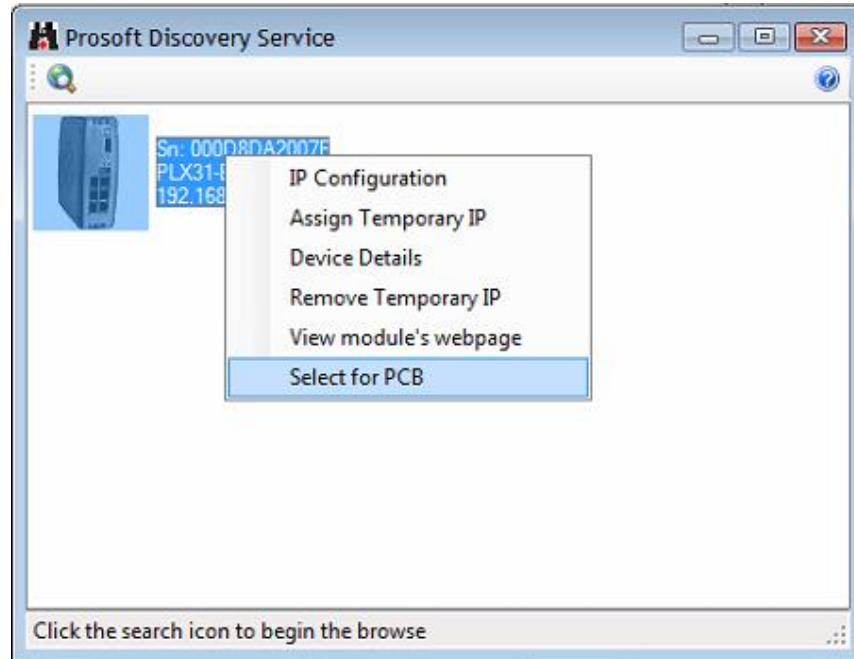 Prosoft Discovery Service
Sn: 000D8DA2007F
PLX31-
192.168
IP Configuration
Assign Temporary IP
Device Details
Remove Temporary IP
View module's webpage
Select for PCB
Click the search icon to begin the browse